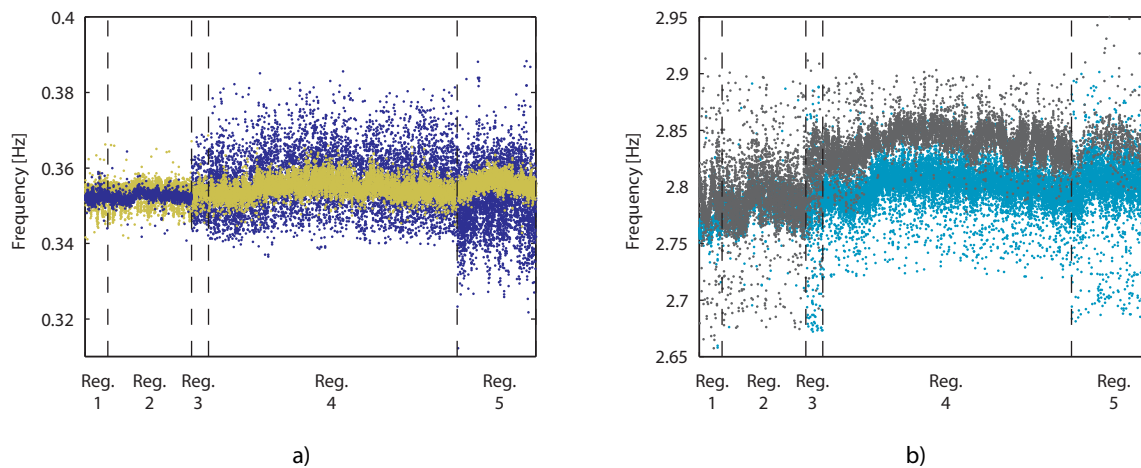 0.4
0.38
0.36
0.34
0.32
Frequency [Hz]
Reg. Reg. Reg. Reg. Reg.
1 2 3 4 5
a)
2.95
2.9
2.85
2.8
2.75
2.7
2.65
Frequency [Hz]
Reg. Reg. Reg. Reg. Reg.
1 2 3 4 5
b)